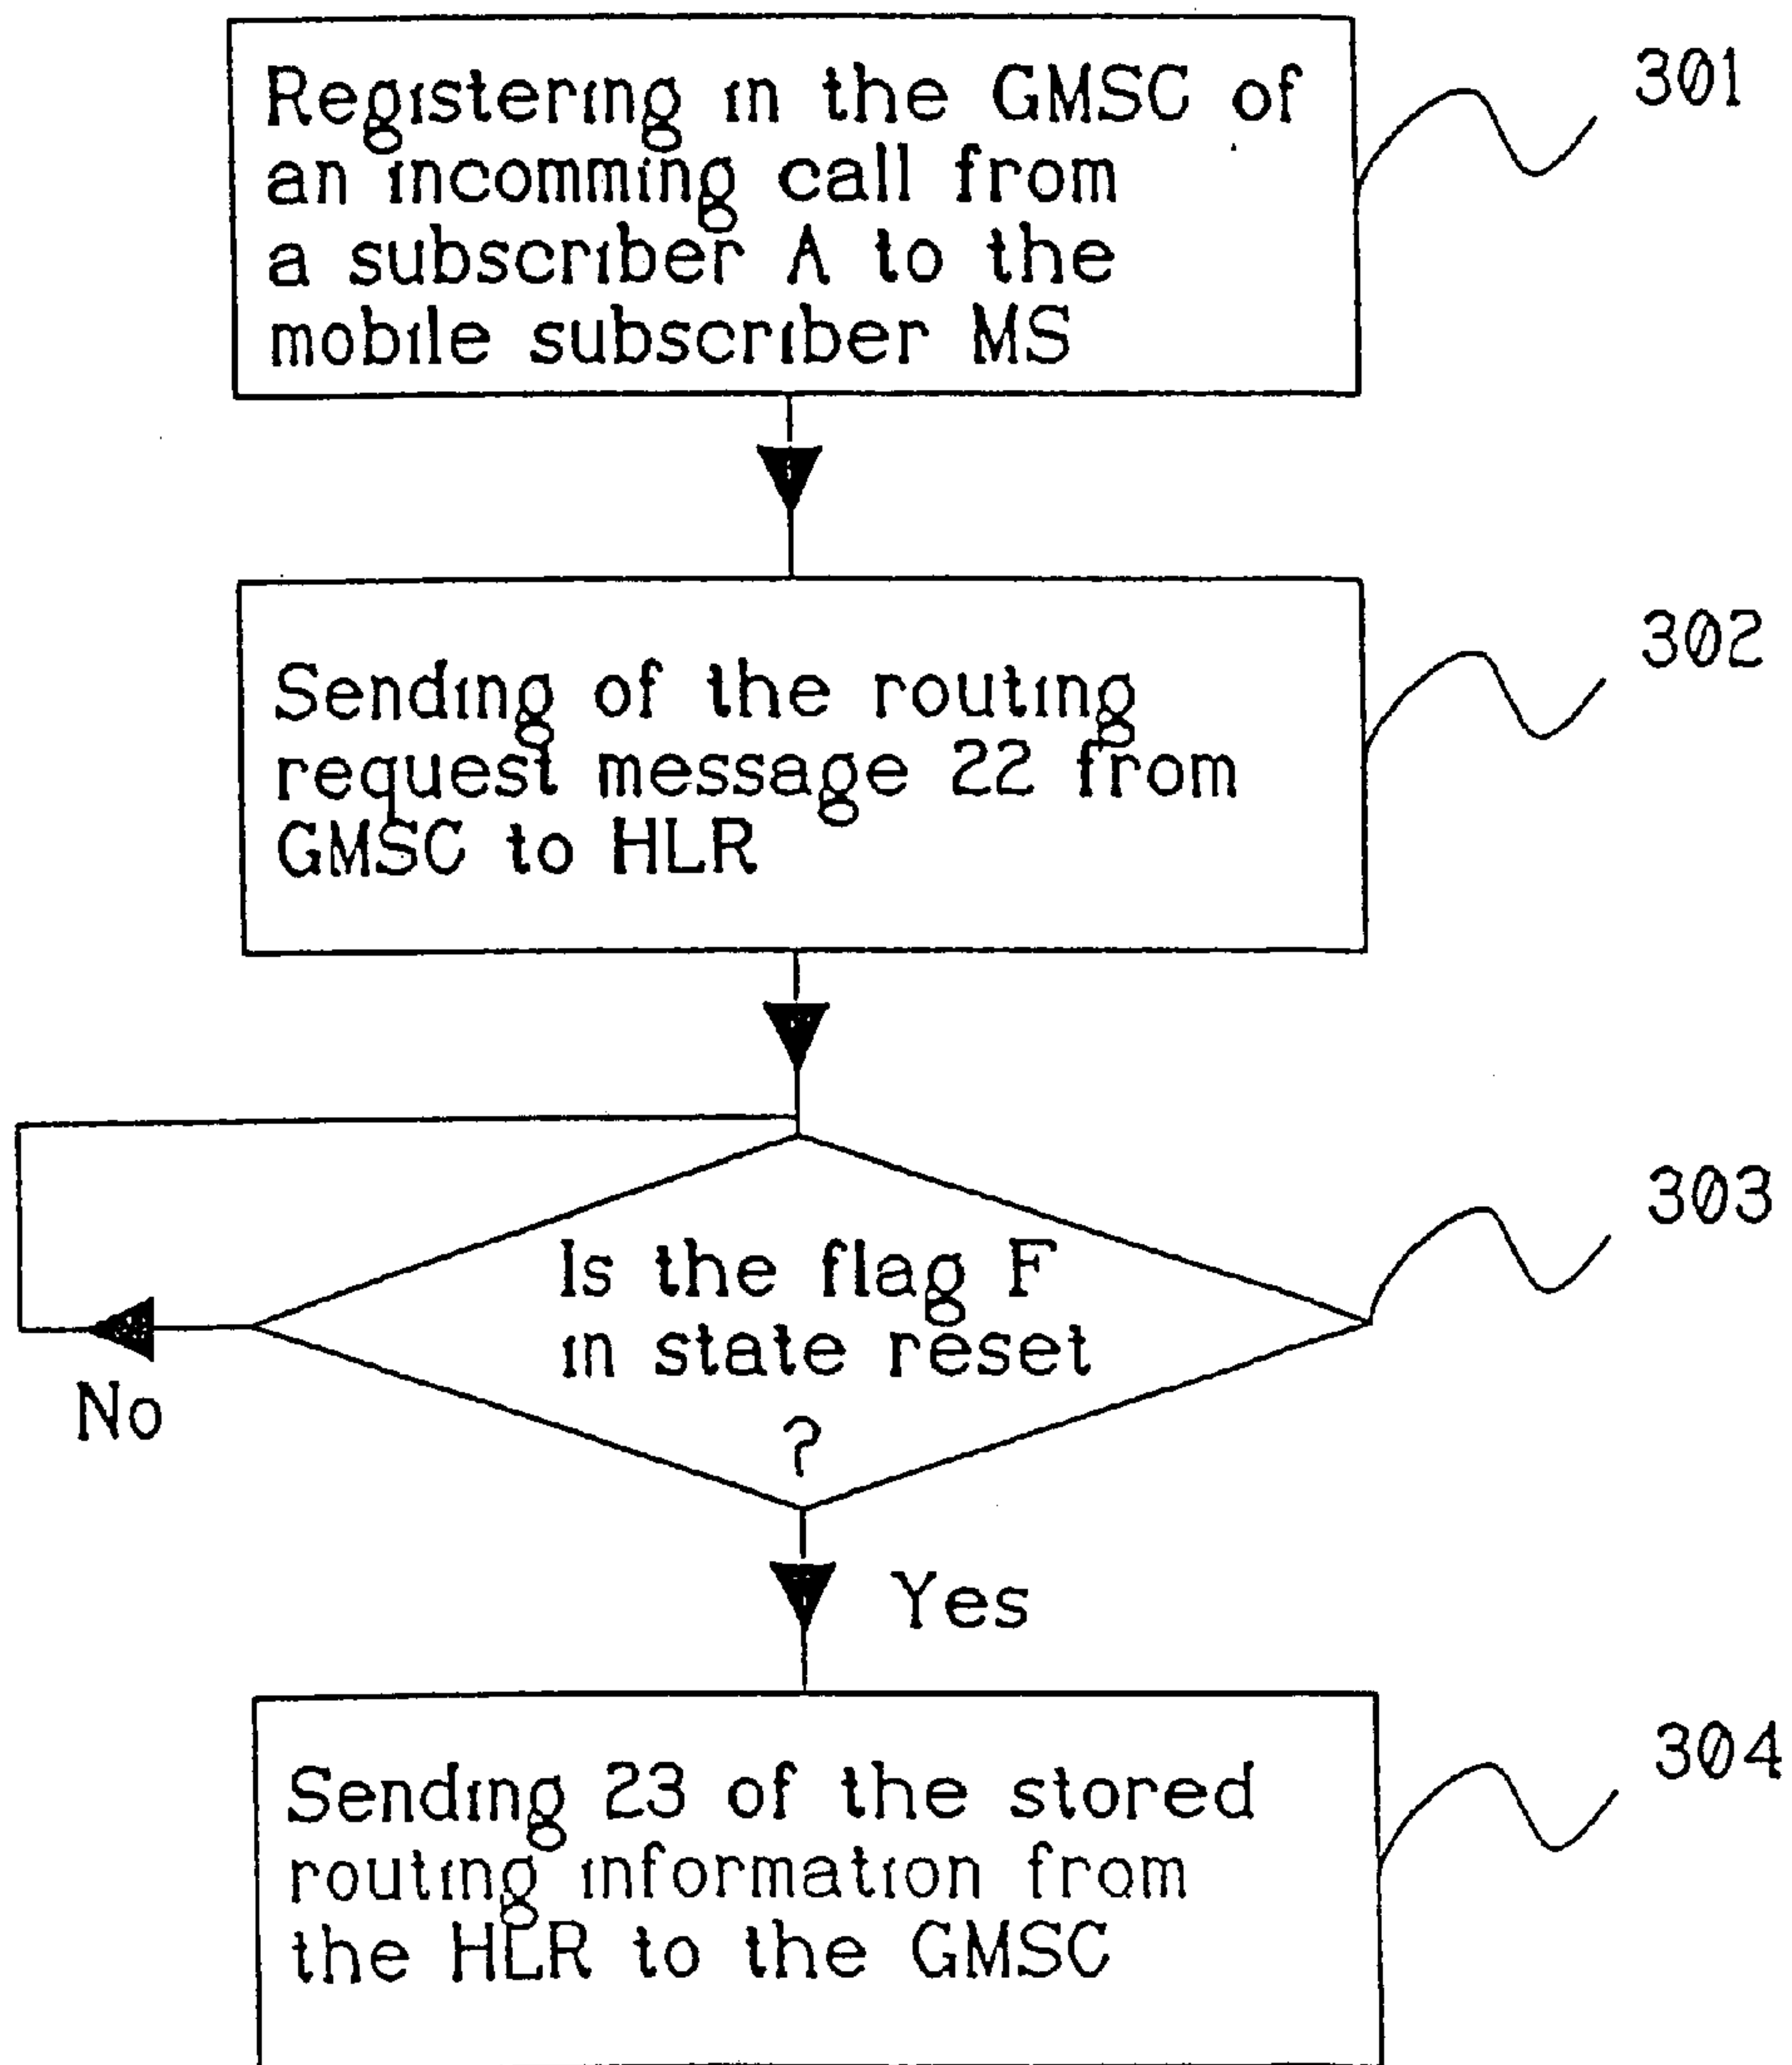 Registering in the GMSC of
an incomming call from
a subscriber A to the
mobile subscriber MS
301
Sending of the routing
request message 22 from
GMSC to HLR
302
Is the flag F
in state reset
?
303
No
Yes
Sending 23 of the stored
routing information from
the HLR to the GMSC
304